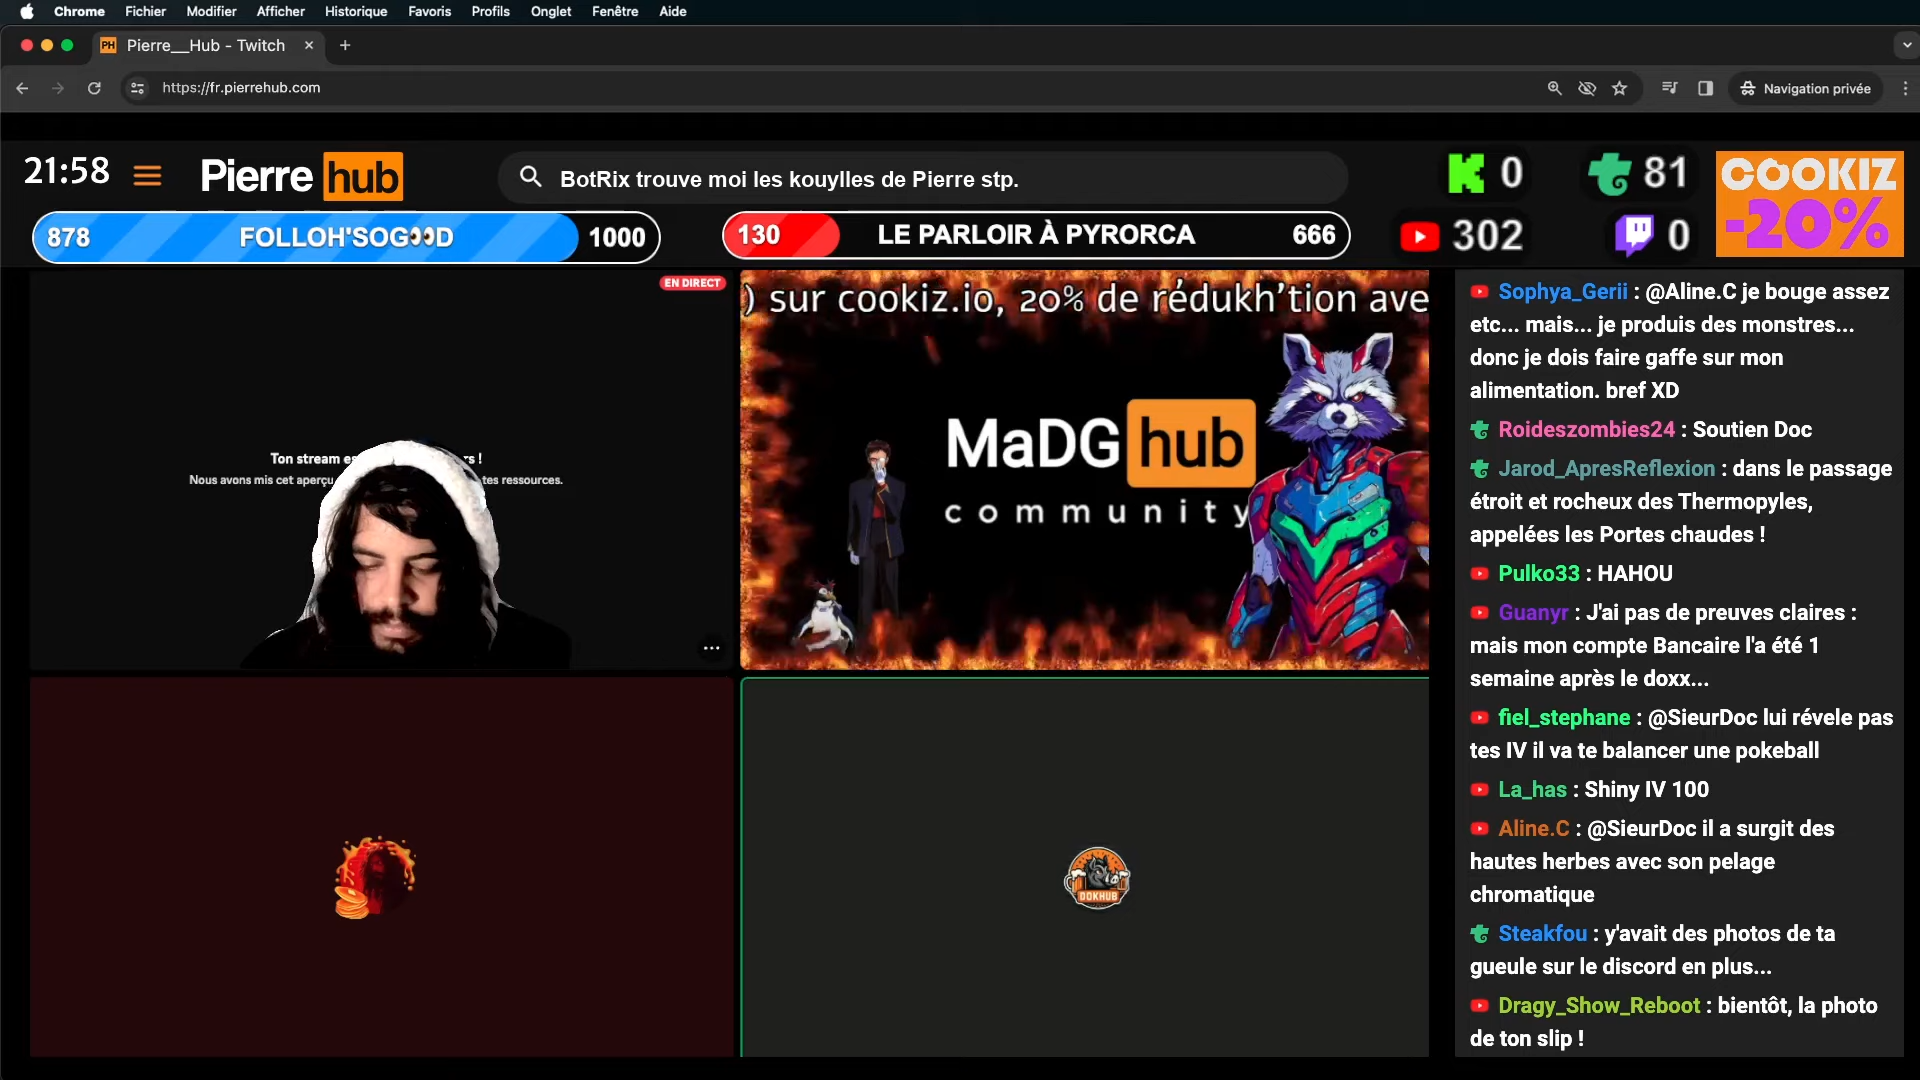 Chrome Fichier Modifier Afficher Historique Favoris Profils Onglet Fenêtre Aide
PH Pierre__Hub - Twitch
https://fr.pierrehub.com
Navigation privée
21:58
Pierre hub
BotRix trouve moi les kouylles de Pierre stp.
0
81
COOKIZ
-20%
878 FOLLOH'SOG👀D 1000
130 LE PARLOIR À PYRORCA 666
302
0
EN DIRECT
Ton stream es
rs !
Nous avons mis cet aperçu
tes ressources.
) sur cookiz.io, 20% de rédukh'tion ave
MaDG hub
community
DOKHUB
Sophya_Gerii : @Aline.C je bouge assez
etc... mais... je produis des monstres...
donc je dois faire gaffe sur mon
alimentation. bref XD
Roideszombies24 : Soutien Doc
Jarod_ApresReflexion : dans le passage
étroit et rocheux des Thermopyles,
appelées les Portes chaudes !
Pulko33 : HAHOU
Guanyr : J'ai pas de preuves claires :
mais mon compte Bancaire l'a été 1
semaine après le doxx...
fiel_stephane : @SieurDoc lui révele pas
tes IV il va te balancer une pokeball
La_has : Shiny IV 100
Aline.C : @SieurDoc il a surgit des
hautes herbes avec son pelage
chromatique
Steakfou : y'avait des photos de ta
gueule sur le discord en plus...
Dragy_Show_Reboot : bientôt, la photo
de ton slip !